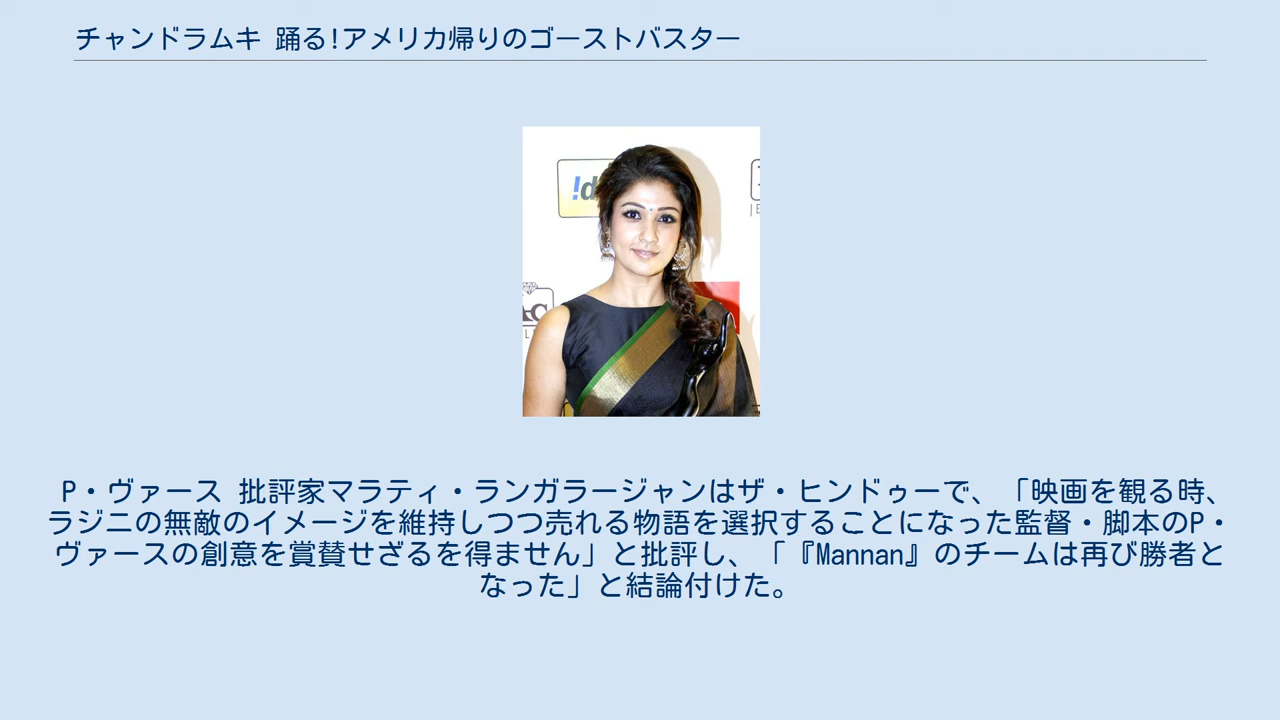 チャンドラムキ 踊る!アメリカ帰りのゴーストバスター
!d
P・ヴァース 批評家マラティ・ランガラージャンはザ・ヒンドゥーで、「映画を観る時、
ラジニの無敵のイメージを維持しつつ売れる物語を選択することになった監督・脚本のP・
ヴァースの創意を賞賛せざるを得ません」と批評し、「『Mannan』のチームは再び勝者と
なった」と結論付けた。